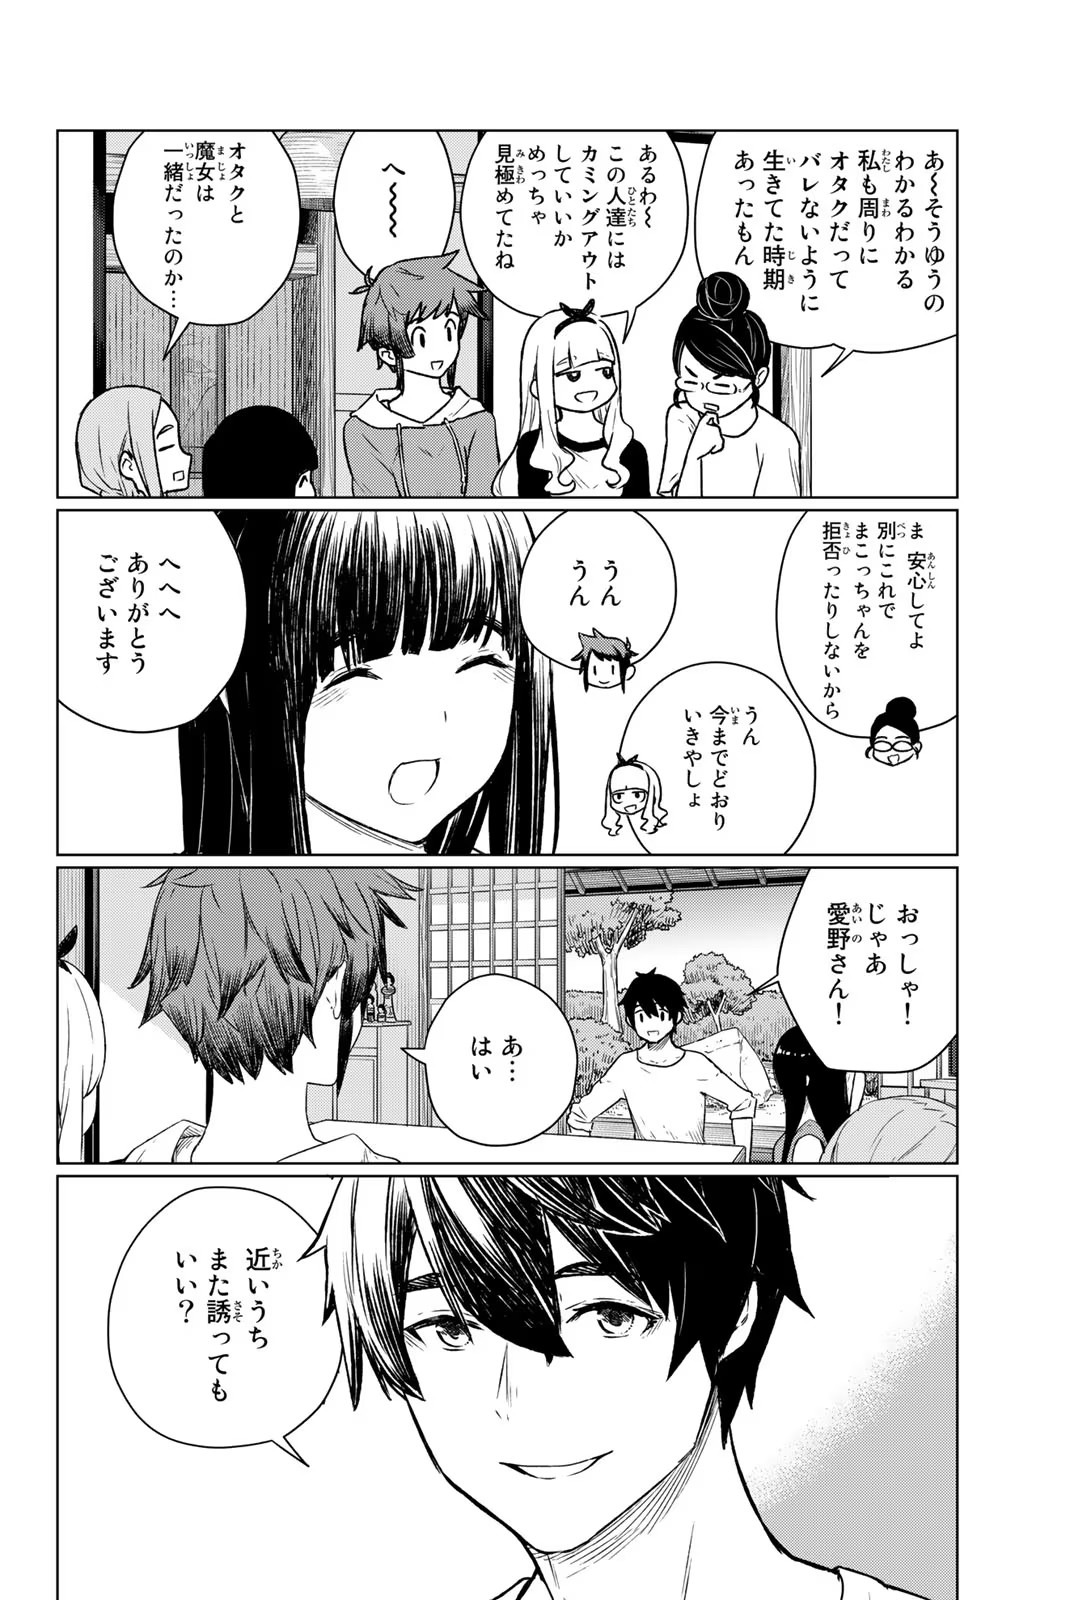 あ〜そうゆうの
わかるわかる
私も周りに
オタクだって
バレないように
生きてた時期
あったもん
あるわ〜
この人達には
カミングアウト
していいか
めっちゃ
見極めてたね
へ〜〜
オタクと
魔女は
一緒だったのか…
ま 安心してよ
別にこれで
まこっちゃんを
拒否ったりしないから
うん
うん
うん
今までどおり
いきやしょ
へへへ
ありがとう
ございます
おっしゃ！
じゃあ
愛野さん！
あ…
はい
近いうち
また誘っても
いい？